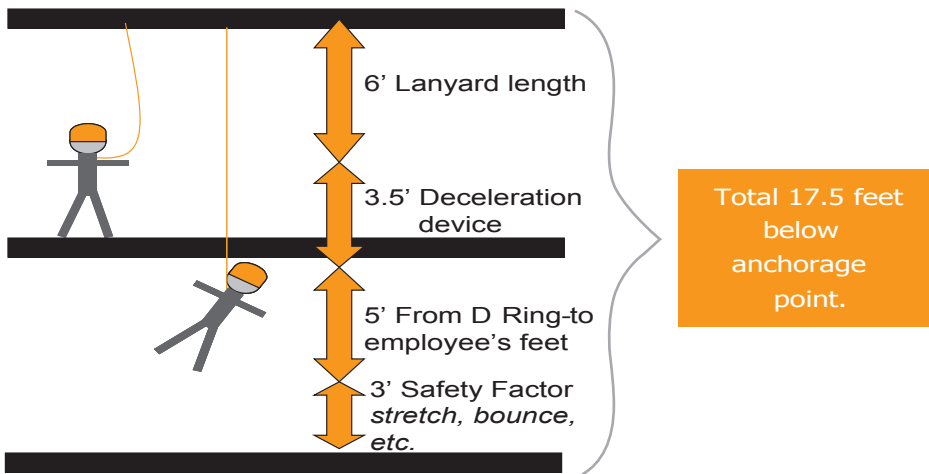 6’ Lanyard length
3.5’ Deceleration
device
5’ From D Ring-to
employee’s feet
3’ Safety Factor
stretch, bounce,
etc.
Total 17.5 feet
below
anchorage
point.